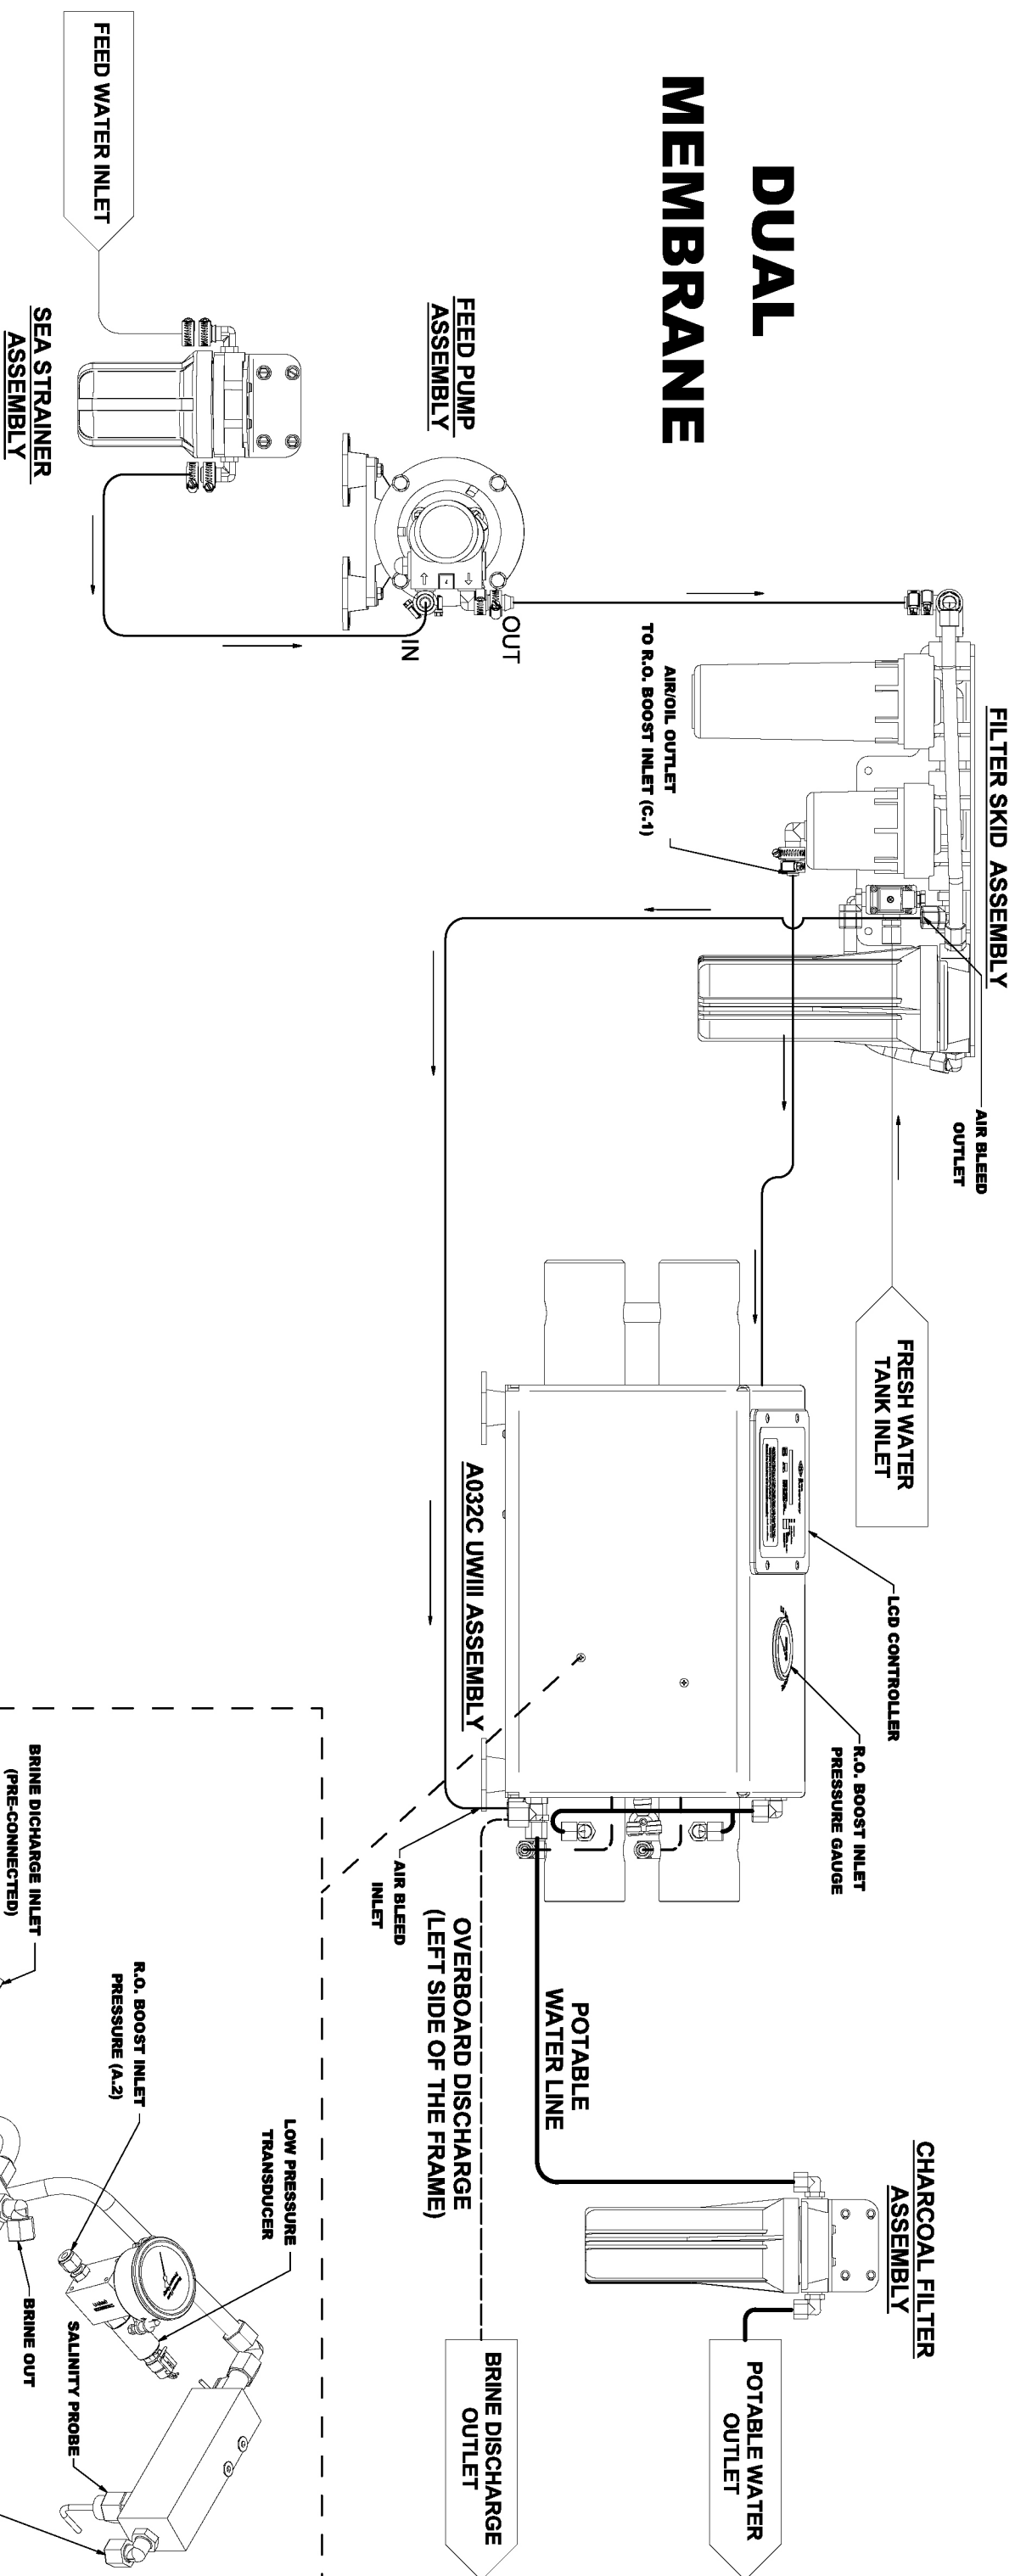 DUAL
MEMBRANE
FEED WATER INLET
SEA STRAINER
ASSEMBLY
FEED PUMP
ASSEMBLY
IN
OUT
FILTER SKID ASSEMBLY
AIR/OIL OUTLET
TO R.O. BOOST INLET (C.1)
AIR BLEED
OUTLET
FRESH WATER
TANK INLET
LCD CONTROLLER
R.O. BOOST INLET
PRESSURE GAUGE
A032C UWIII ASSEMBLY
AIR BLEED
INLET
POTABLE
WATER LINE
OVERBOARD DISCHARGE
(LEFT SIDE OF THE FRAME)
CHARCOAL FILTER
ASSEMBLY
POTABLE WATER
OUTLET
BRINE DISCHARGE
OUTLET
BRINE DICHARGE INLET
(PRE-CONNECTED)
R.O. BOOST INLET
PRESSURE (A.2)
LOW PRESSURE
TRANSDUCER
BRINE OUT
SALINITY PROBE